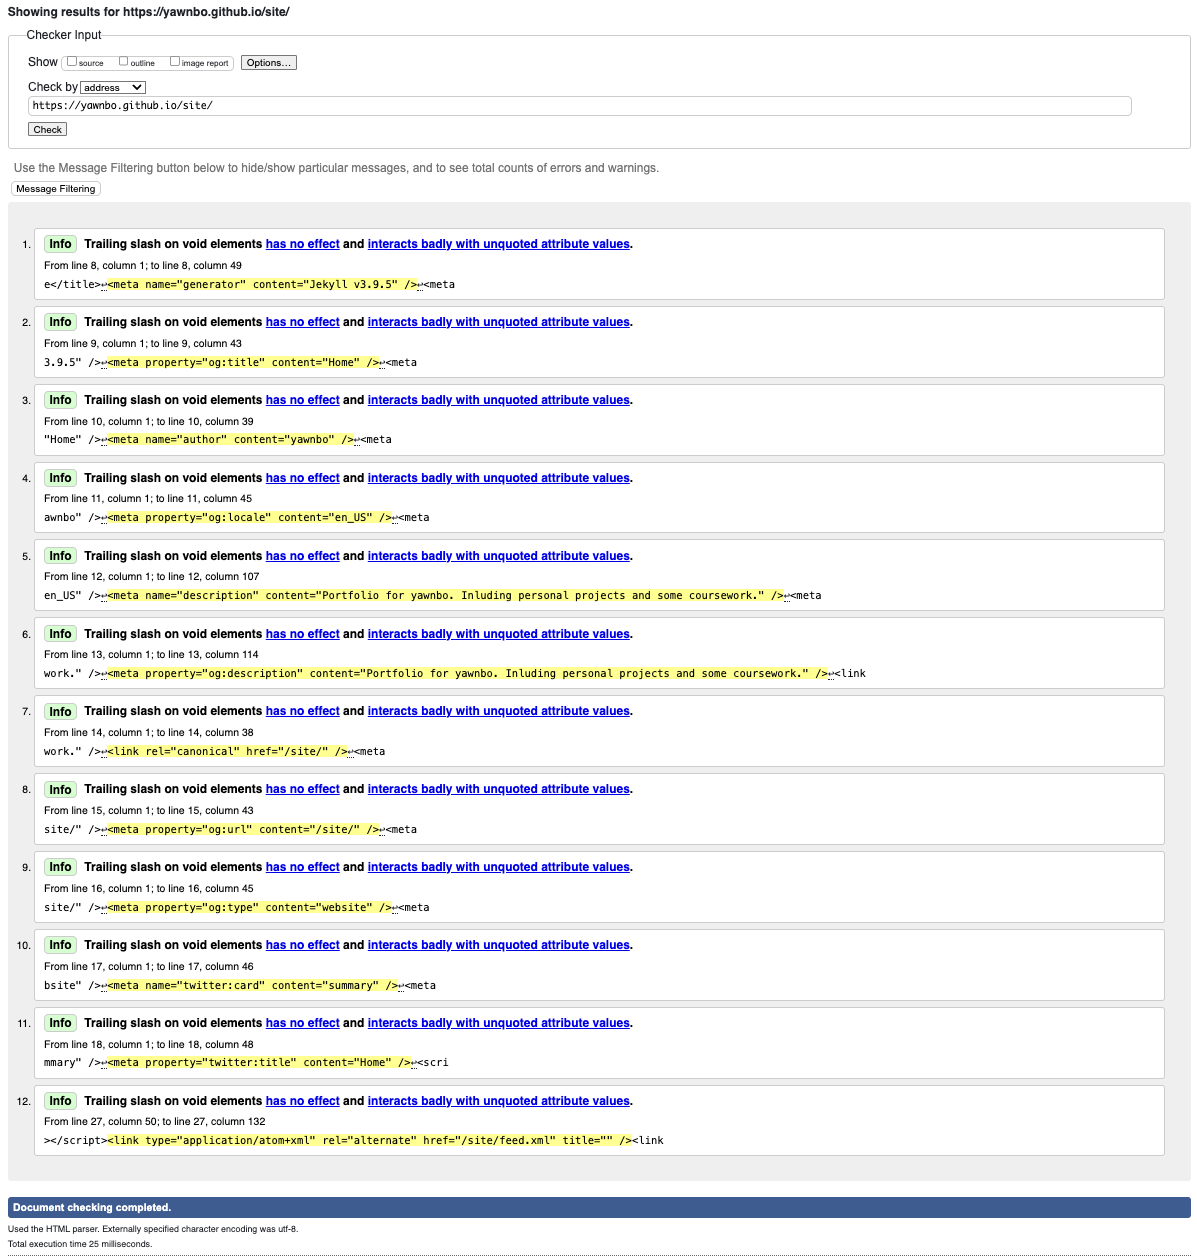 Showing results for https://yawnbo.github.io/site/
Checker Input
Show source outline image report Options...
Check by address
https://yawnbo.github.io/site/
Check
Use the Message Filtering button below to hide/show particular messages, and to see total counts of errors and warnings.
Message Filtering
1. Info Trailing slash on void elements has no effect and interacts badly with unquoted attribute values.
From line 8, column 1; to line 8, column 49
e</title>↩<meta name="generator" content="Jekyll v3.9.5" />↩<meta
2. Info Trailing slash on void elements has no effect and interacts badly with unquoted attribute values.
From line 9, column 1; to line 9, column 43
3.9.5" />↩<meta property="og:title" content="Home" />↩<meta
3. Info Trailing slash on void elements has no effect and interacts badly with unquoted attribute values.
From line 10, column 1; to line 10, column 39
"Home" />↩<meta name="author" content="yawnbo" />↩<meta
4. Info Trailing slash on void elements has no effect and interacts badly with unquoted attribute values.
From line 11, column 1; to line 11, column 45
awnbo" />↩<meta property="og:locale" content="en_US" />↩<meta
5. Info Trailing slash on void elements has no effect and interacts badly with unquoted attribute values.
From line 12, column 1; to line 12, column 107
en_US" />↩<meta name="description" content="Portfolio for yawnbo. Inluding personal projects and some coursework." />↩<meta
6. Info Trailing slash on void elements has no effect and interacts badly with unquoted attribute values.
From line 13, column 1; to line 13, column 114
work." />↩<meta property="og:description" content="Portfolio for yawnbo. Inluding personal projects and some coursework." />↩<link
7. Info Trailing slash on void elements has no effect and interacts badly with unquoted attribute values.
From line 14, column 1; to line 14, column 38
work." />↩<link rel="canonical" href="/site/" />↩<meta
8. Info Trailing slash on void elements has no effect and interacts badly with unquoted attribute values.
From line 15, column 1; to line 15, column 43
site/" />↩<meta property="og:url" content="/site/" />↩<meta
9. Info Trailing slash on void elements has no effect and interacts badly with unquoted attribute values.
From line 16, column 1; to line 16, column 45
site/" />↩<meta property="og:type" content="website" />↩<meta
10. Info Trailing slash on void elements has no effect and interacts badly with unquoted attribute values.
From line 17, column 1; to line 17, column 46
bsite" />↩<meta name="twitter:card" content="summary" />↩<meta
11. Info Trailing slash on void elements has no effect and interacts badly with unquoted attribute values.
From line 18, column 1; to line 18, column 48
mmary" />↩<meta property="twitter:title" content="Home" />↩<scri
12. Info Trailing slash on void elements has no effect and interacts badly with unquoted attribute values.
From line 27, column 50; to line 27, column 132
></script><link type="application/atom+xml" rel="alternate" href="/site/feed.xml" title="" /><link
Document checking completed.
Used the HTML parser. Externally specified character encoding was utf-8.
Total execution time 25 milliseconds.